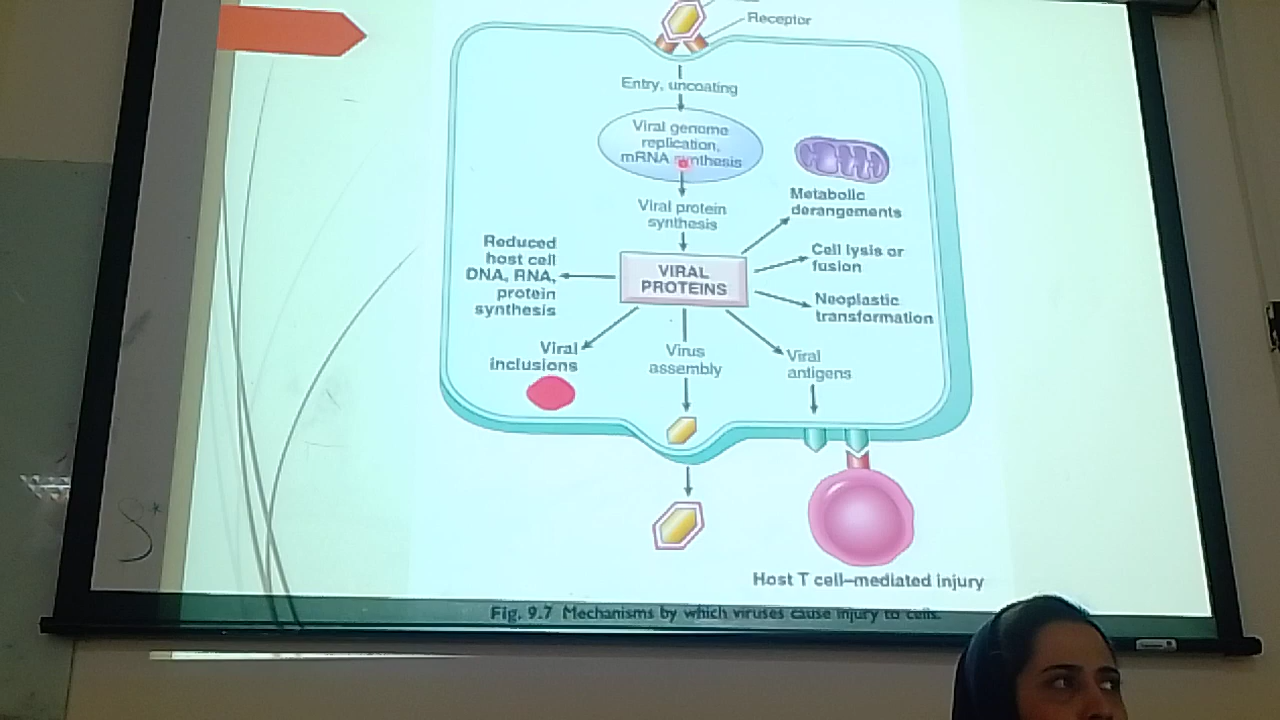 Receptor
Entry, uncoating
Viral genome
replication,
mRNA synthesis
Viral protein
synthesis
Metabolic
derangements
Cell lysis or
fusion
Neoplastic
transformation
VIRAL
PROTEINS
Reduced
host cell
DNA, RNA,
protein
synthesis
Viral
inclusions
Virus
assembly
Viral
antigens
Host T cell–mediated injury
Fig. 9.7 Mechanisms by which viruses cause injury to cells.